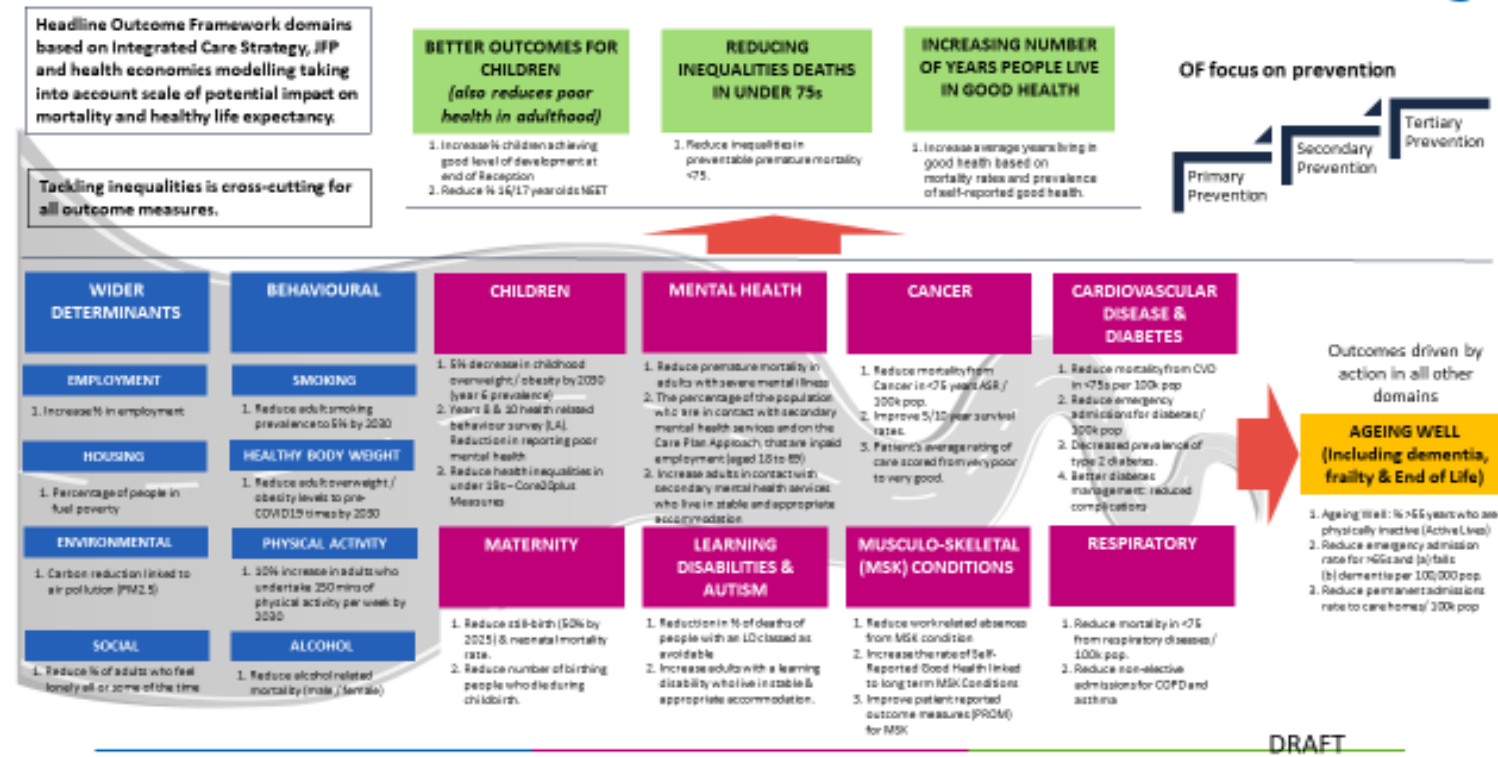 Headline Outcome Framework domains
based on Integrated Care Strategy, JFP
and health economics modelling taking
into account scale of potential impact on
mortality and healthy life expectancy.
Tackling inequalities is cross-cutting for
all outcome measures.
BETTER OUTCOMES FOR
CHILDREN
(also reduces poor
health in adulthood)
1. Increase % children achieving
good level of development at
end of Reception
2. Reduce % 16/17 year olds NEET
REDUCING
INEQUALITIES DEATHS
IN UNDER 75s
1. Reduce inequalities in
preventable premature mortality
<75.
INCREASING NUMBER
OF YEARS PEOPLE LIVE
IN GOOD HEALTH
1. Increase average years living in
good health based on
mortality rates and prevalence
of self-reported good health.
OF focus on prevention
Primary
Prevention
Secondary
Prevention
Tertiary
Prevention
WIDER
DETERMINANTS
EMPLOYMENT
1. Increase % in employment
HOUSING
1. Percentage of people in
fuel poverty
ENVIRONMENTAL
1. Carbon reduction linked to
air pollution (PM2.5)
SOCIAL
1. Reduce % of adults who feel
lonely all or some of the time
BEHAVIOURAL
SMOKING
1. Reduce adult smoking
prevalence to 5% by 2030
HEALTHY BODY WEIGHT
1. Reduce adult overweight /
obesity levels to pre-
COVID19 times by 2030
PHYSICAL ACTIVITY
1. 10% increase in adults who
undertake 150 mins of
physical activity per week by
2030
ALCOHOL
1. Reduce alcohol related
mortality (male / female)
CHILDREN
1. 5% decrease in childhood
overweight / obesity by 2030
(year 6 prevalence)
2. Years 8 & 10 health related
behaviour survey (LA).
Reduction in reporting poor
mental health
3. Reduce health inequalities in
under 19s – Core20plus
Measures
MATERNITY
1. Reduce still-birth (50% by
2025) & neonatal mortality
rate.
2. Reduce number of birthing
people who die during
childbirth.
MENTAL HEALTH
1. Reduce premature mortality in
adults with severe mental illness
2. The percentage of the population
who are in contact with secondary
mental health services and on the
Care Plan Approach, that are in paid
employment (aged 18 to 69)
3. Increase adults in contact with
secondary mental health services
who live in stable and appropriate
accommodation
LEARNING
DISABILITIES &
AUTISM
1. Reduction in % of deaths of
people with an LD classed as
avoidable
2. Increase adults with a learning
disability who live in stable &
appropriate accommodation.
CANCER
1. Reduce mortality from
Cancer in <75 years ASR /
100k pop.
2. Improve 5/10 year survival
rates.
3. Patient's average rating of
care scored from very poor
to very good.
MUSCULO-SKELETAL
(MSK) CONDITIONS
1. Reduce work related absences
from MSK condition
2. Increase the rate of Self-
Reported Good Health linked
to long term MSK Conditions
3. Improve patient reported
outcome measures (PROM)
for MSK
CARDIOVASCULAR
DISEASE &
DIABETES
1. Reduce mortality from CVD
in <75s per 100k pop
2. Reduce emergency
admissions for diabetes /
100k pop
3. Decreased prevalence of
type 2 diabetes.
4. Better diabetes
management: reduced
complications
RESPIRATORY
1. Reduce mortality in <75
from respiratory diseases /
100k pop.
2. Reduce non-elective
admissions for COPD and
asthma
Outcomes driven by
action in all other
domains
AGEING WELL
(Including dementia,
frailty & End of Life)
1. Ageing Well: % >65 years who are
physically inactive (Active Lives)
2. Reduce emergency admission
rate for >65s and (a) falls
(b) dementia per 100,000 pop.
3. Reduce permanent admissions
rate to care homes/ 100k pop
DRAFT